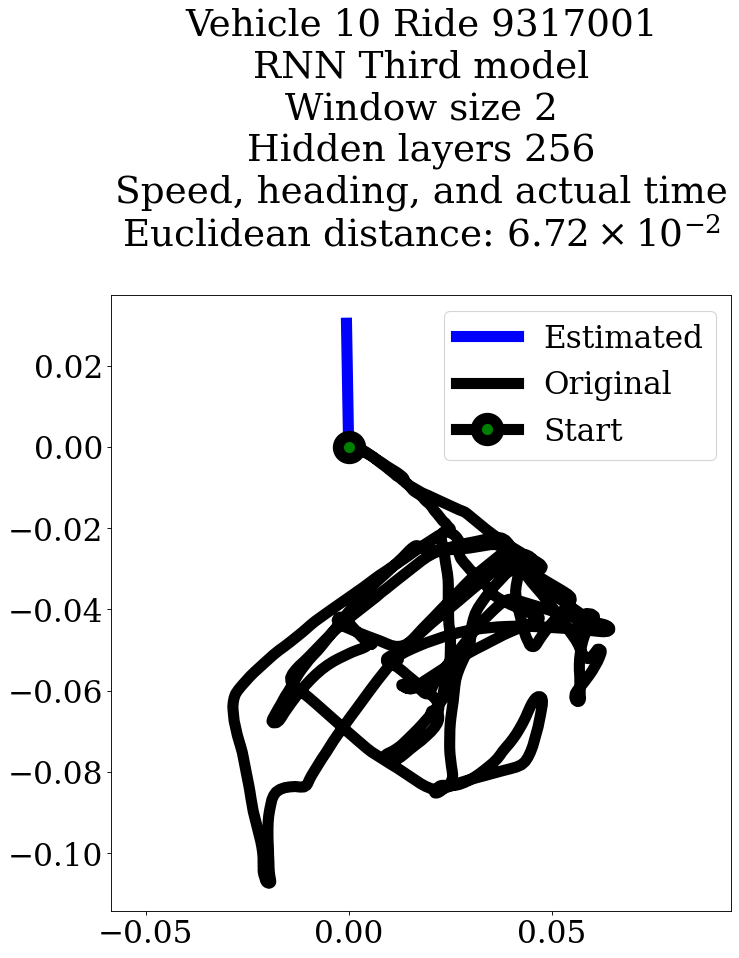 Vehicle 10 Ride 9317001
RNN Third model
Window size 2
Hidden layers 256
Speed, heading, and actual time
Euclidean distance: 6.72 × 10⁻²
Estimated
Original
Start
0.02
0.00
−0.02
−0.04
−0.06
−0.08
−0.10
−0.05 0.00 0.05